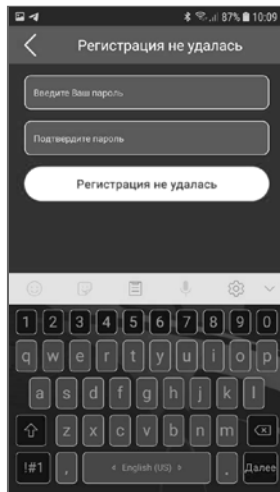 87% 10:09
Регистрация не удалась
Введите Ваш пароль
Подтвердите пароль
Регистрация не удалась
1 2 3 4 5 6 7 8 9 0
q w e r t y u i o p
a s d f g h j k l
z x c v b n m
!#1 , English (US) . Далее